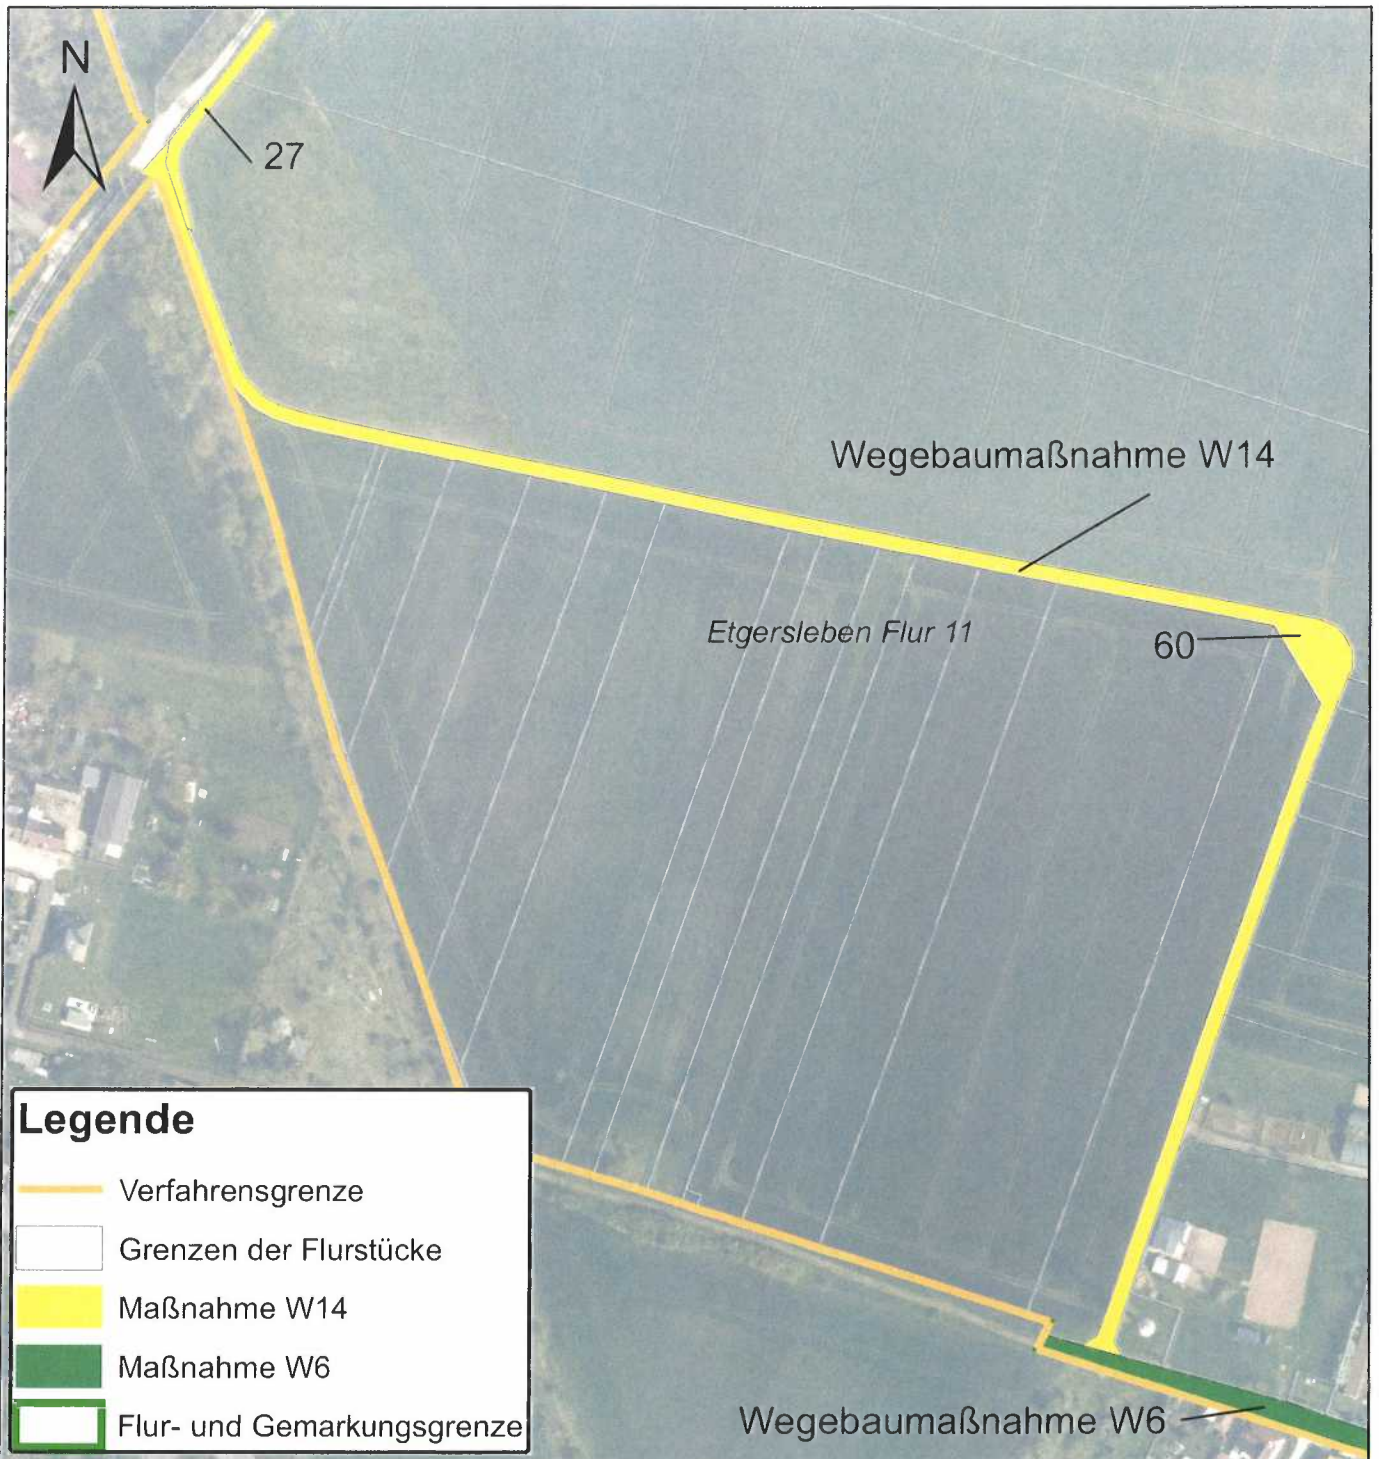 N
27
Wegebaumaßnahme W14
Etgersleben Flur 11
60
Legende
Verfahrensgrenze
Grenzen der Flurstücke
Maßnahme W14
Maßnahme W6
Flur- und Gemarkungsgrenze
Wegebaumaßnahme W6